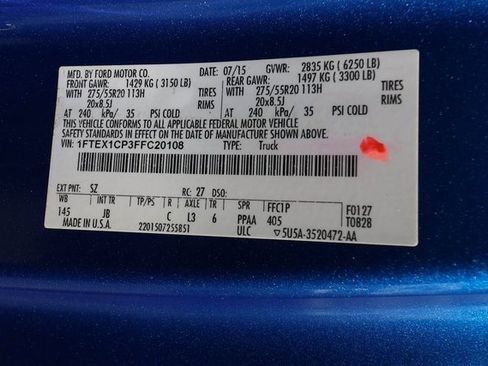 MFD. BY FORD MOTOR CO. DATE: 07/15 GVWR: 2835 KG ( 6250 LB)
FRONT GAWR: 1429 KG ( 3150 LB) REAR GAWR: 1497 KG ( 3300 LB)
WITH 275/55R20 113H TIRES WITH 275/55R20 113H TIRES
20x8.5J RIMS 20x8.5J RIMS
AT 240 kPa/ 35 PSI COLD AT 240 kPa/ 35 PSI COLD
THIS VEHICLE CONFORMS TO ALL APPLICABLE FEDERAL MOTOR VEHICLE
SAFETY STANDARDS IN EFFECT ON THE DATE OF MANUFACTURE SHOWN ABOVE.
VIN: 1FTEX1CP3FFC20108 TYPE: Truck
EXT PNT: SZ RC: 27 DSO:
WB INT TR TP/PS R AXLE TR SPR FFC1P F0127
145 JB C L3 6 PPAA 405 T0828
MADE IN U.S.A. 2201507255851 ULC ▽5U5A-3520472-AA